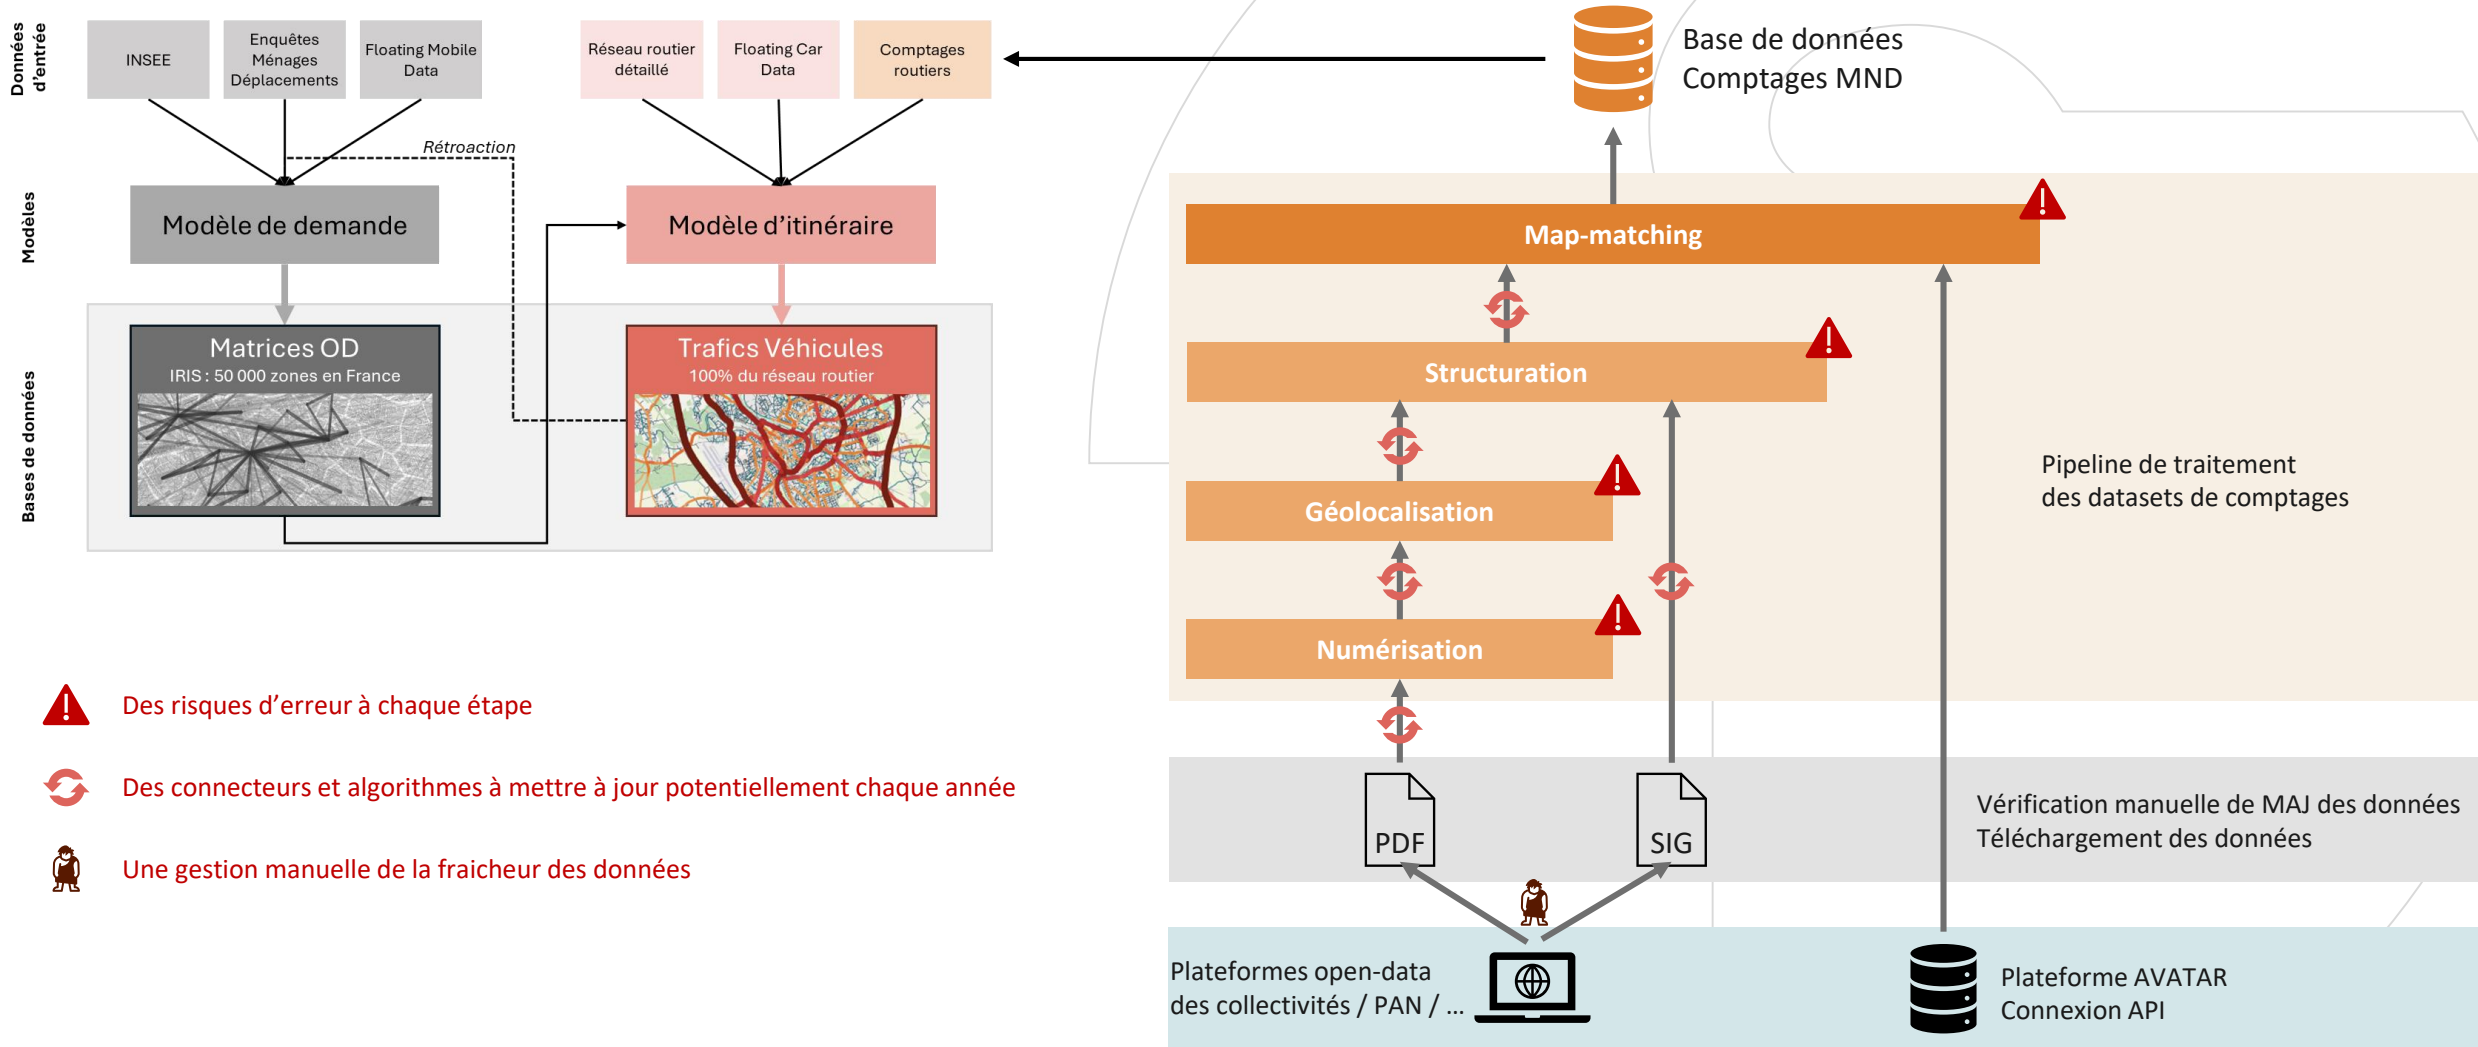 Données
d'entrée
INSEE
Enquêtes
Ménages
Déplacements
Floating Mobile
Data
Réseau routier
détaillé
Floating Car
Data
Comptages
routiers
Rétroaction
Modèles
Modèle de demande
Modèle d'itinéraire
Bases de données
Matrices OD
IRIS : 50 000 zones en France
Trafics Véhicules
100% du réseau routier
Des risques d'erreur à chaque étape
Des connecteurs et algorithmes à mettre à jour potentiellement chaque année
Une gestion manuelle de la fraicheur des données
Base de données
Comptages MND
Map-matching
Structuration
Géolocalisation
Numérisation
Pipeline de traitement
des datasets de comptages
PDF
SIG
Vérification manuelle de MAJ des données
Téléchargement des données
Plateformes open-data
des collectivités / PAN / ...
Plateforme AVATAR
Connexion API